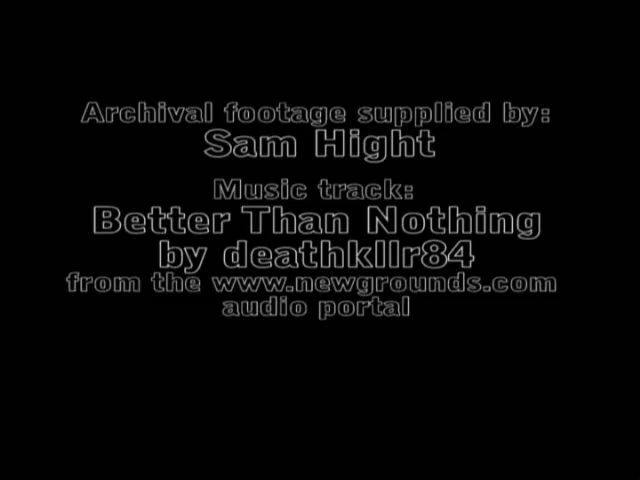 Archival footage supplied by:
Sam Hight
Music track:
Better Than Nothing
by deathkllr84
from the www.newgrounds.com
audio portal